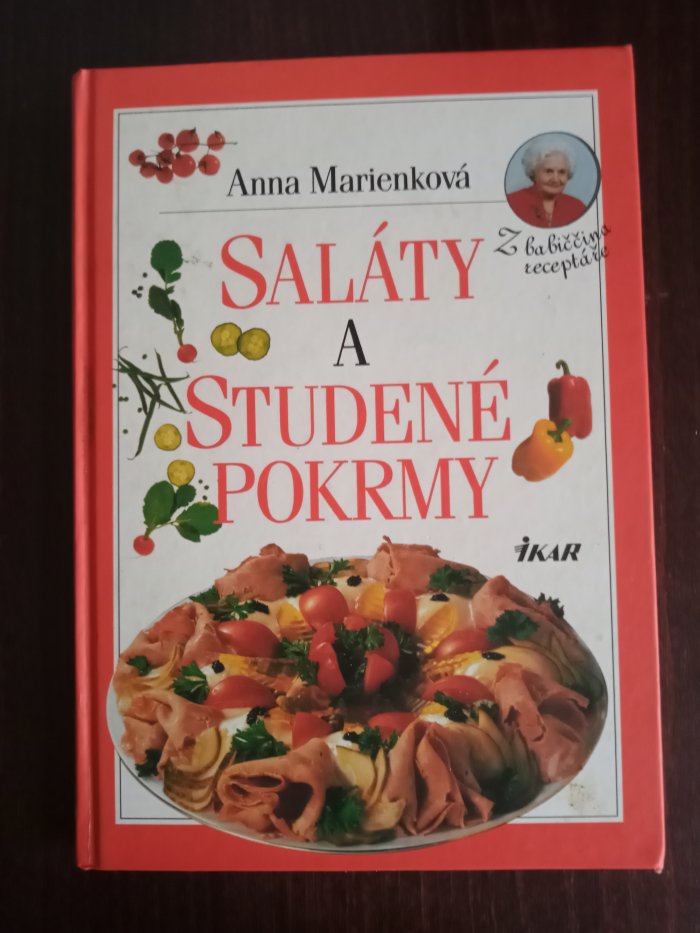 Anna Marienková
Z babiččina
receptáře
SALÁTY
A
STUDENÉ
POKRMY
IKAR